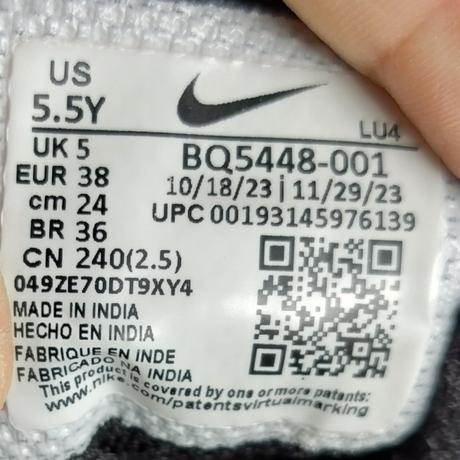 US
5.5Y
LU4
UK 5
EUR 38
cm 24
BR 36
CN 240(2.5)
BQ5448-001
10/18/23 | 11/29/23
UPC 00193145976139
049ZE70DT9XY4
MADE IN INDIA
HECHO EN INDIA
FABRIQUE EN INDE
FABRICADO NA INDIA
This product is covered by one or more patents:
www.nike.com/patentsvirtualmarking